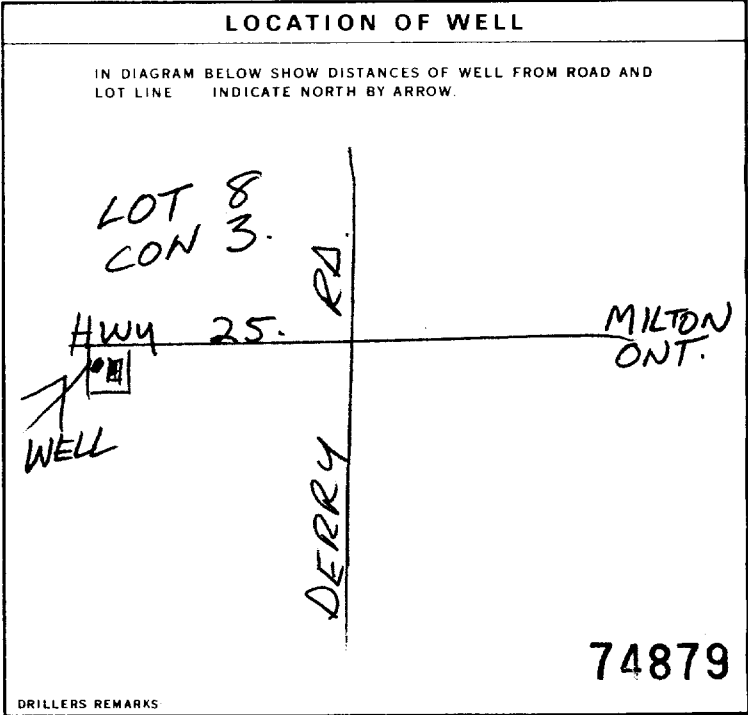 LOCATION OF WELL
IN DIAGRAM BELOW SHOW DISTANCES OF WELL FROM ROAD AND
LOT LINE INDICATE NORTH BY ARROW.
LOT 8
CON 3.
HWY 25.
DERRY RD.
MILTON
ONT.
WELL
74879
DRILLERS REMARKS